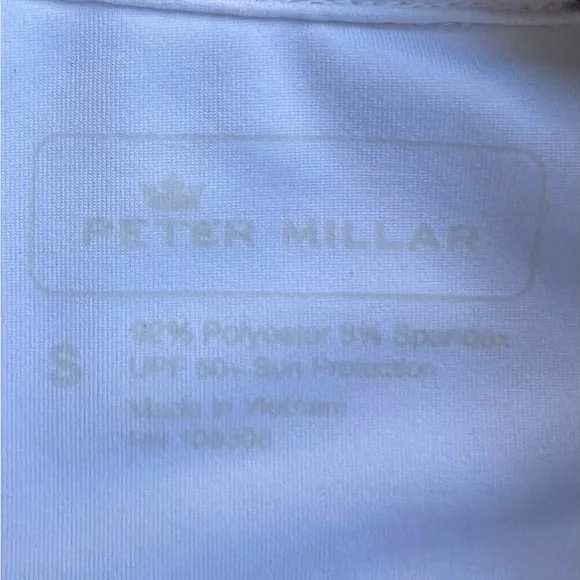 PETER MILLAR
S
92% Polyester 8% Spandex
UPF 50+ Sun Protection
Made in Vietnam
RN